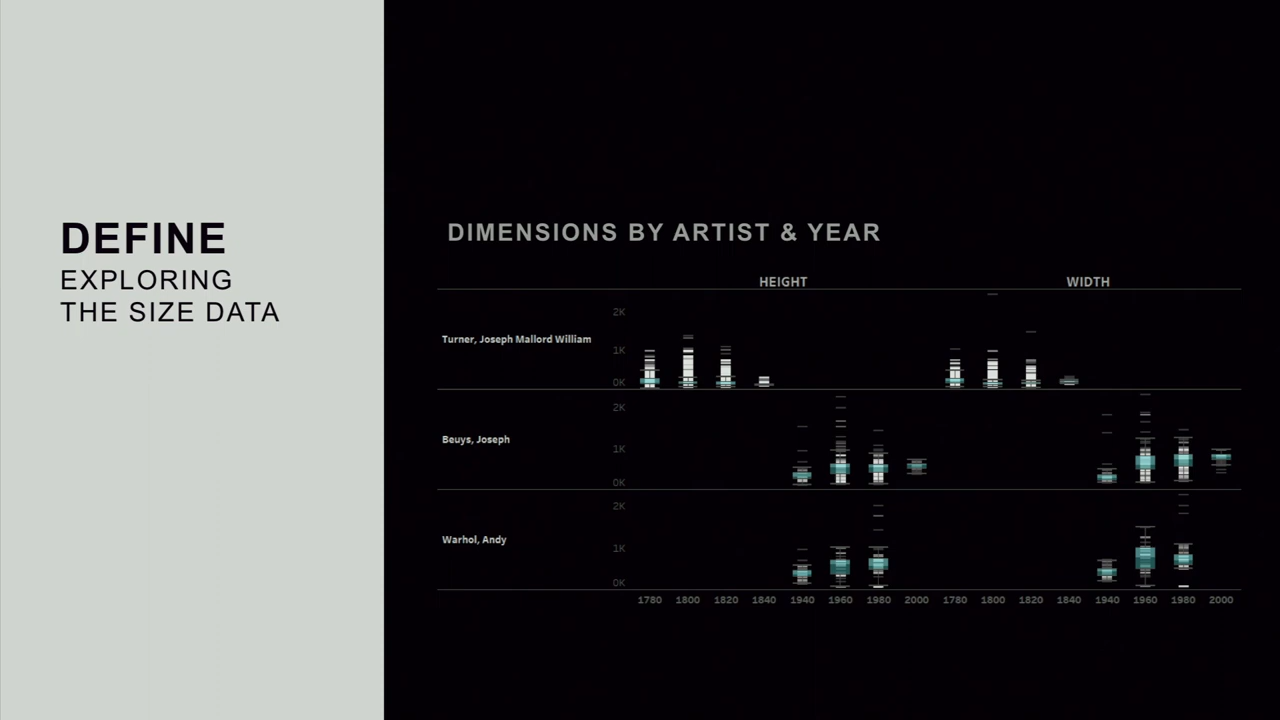 DEFINE
EXPLORING
THE SIZE DATA
DIMENSIONS BY ARTIST & YEAR
HEIGHT WIDTH
2K
Turner, Joseph Mallord William
1K
0K
2K
Beuys, Joseph
1K
0K
2K
Warhol, Andy
1K
0K
1780 1800 1820 1840 1940 1960 1980 2000 1780 1800 1820 1840 1940 1960 1980 2000